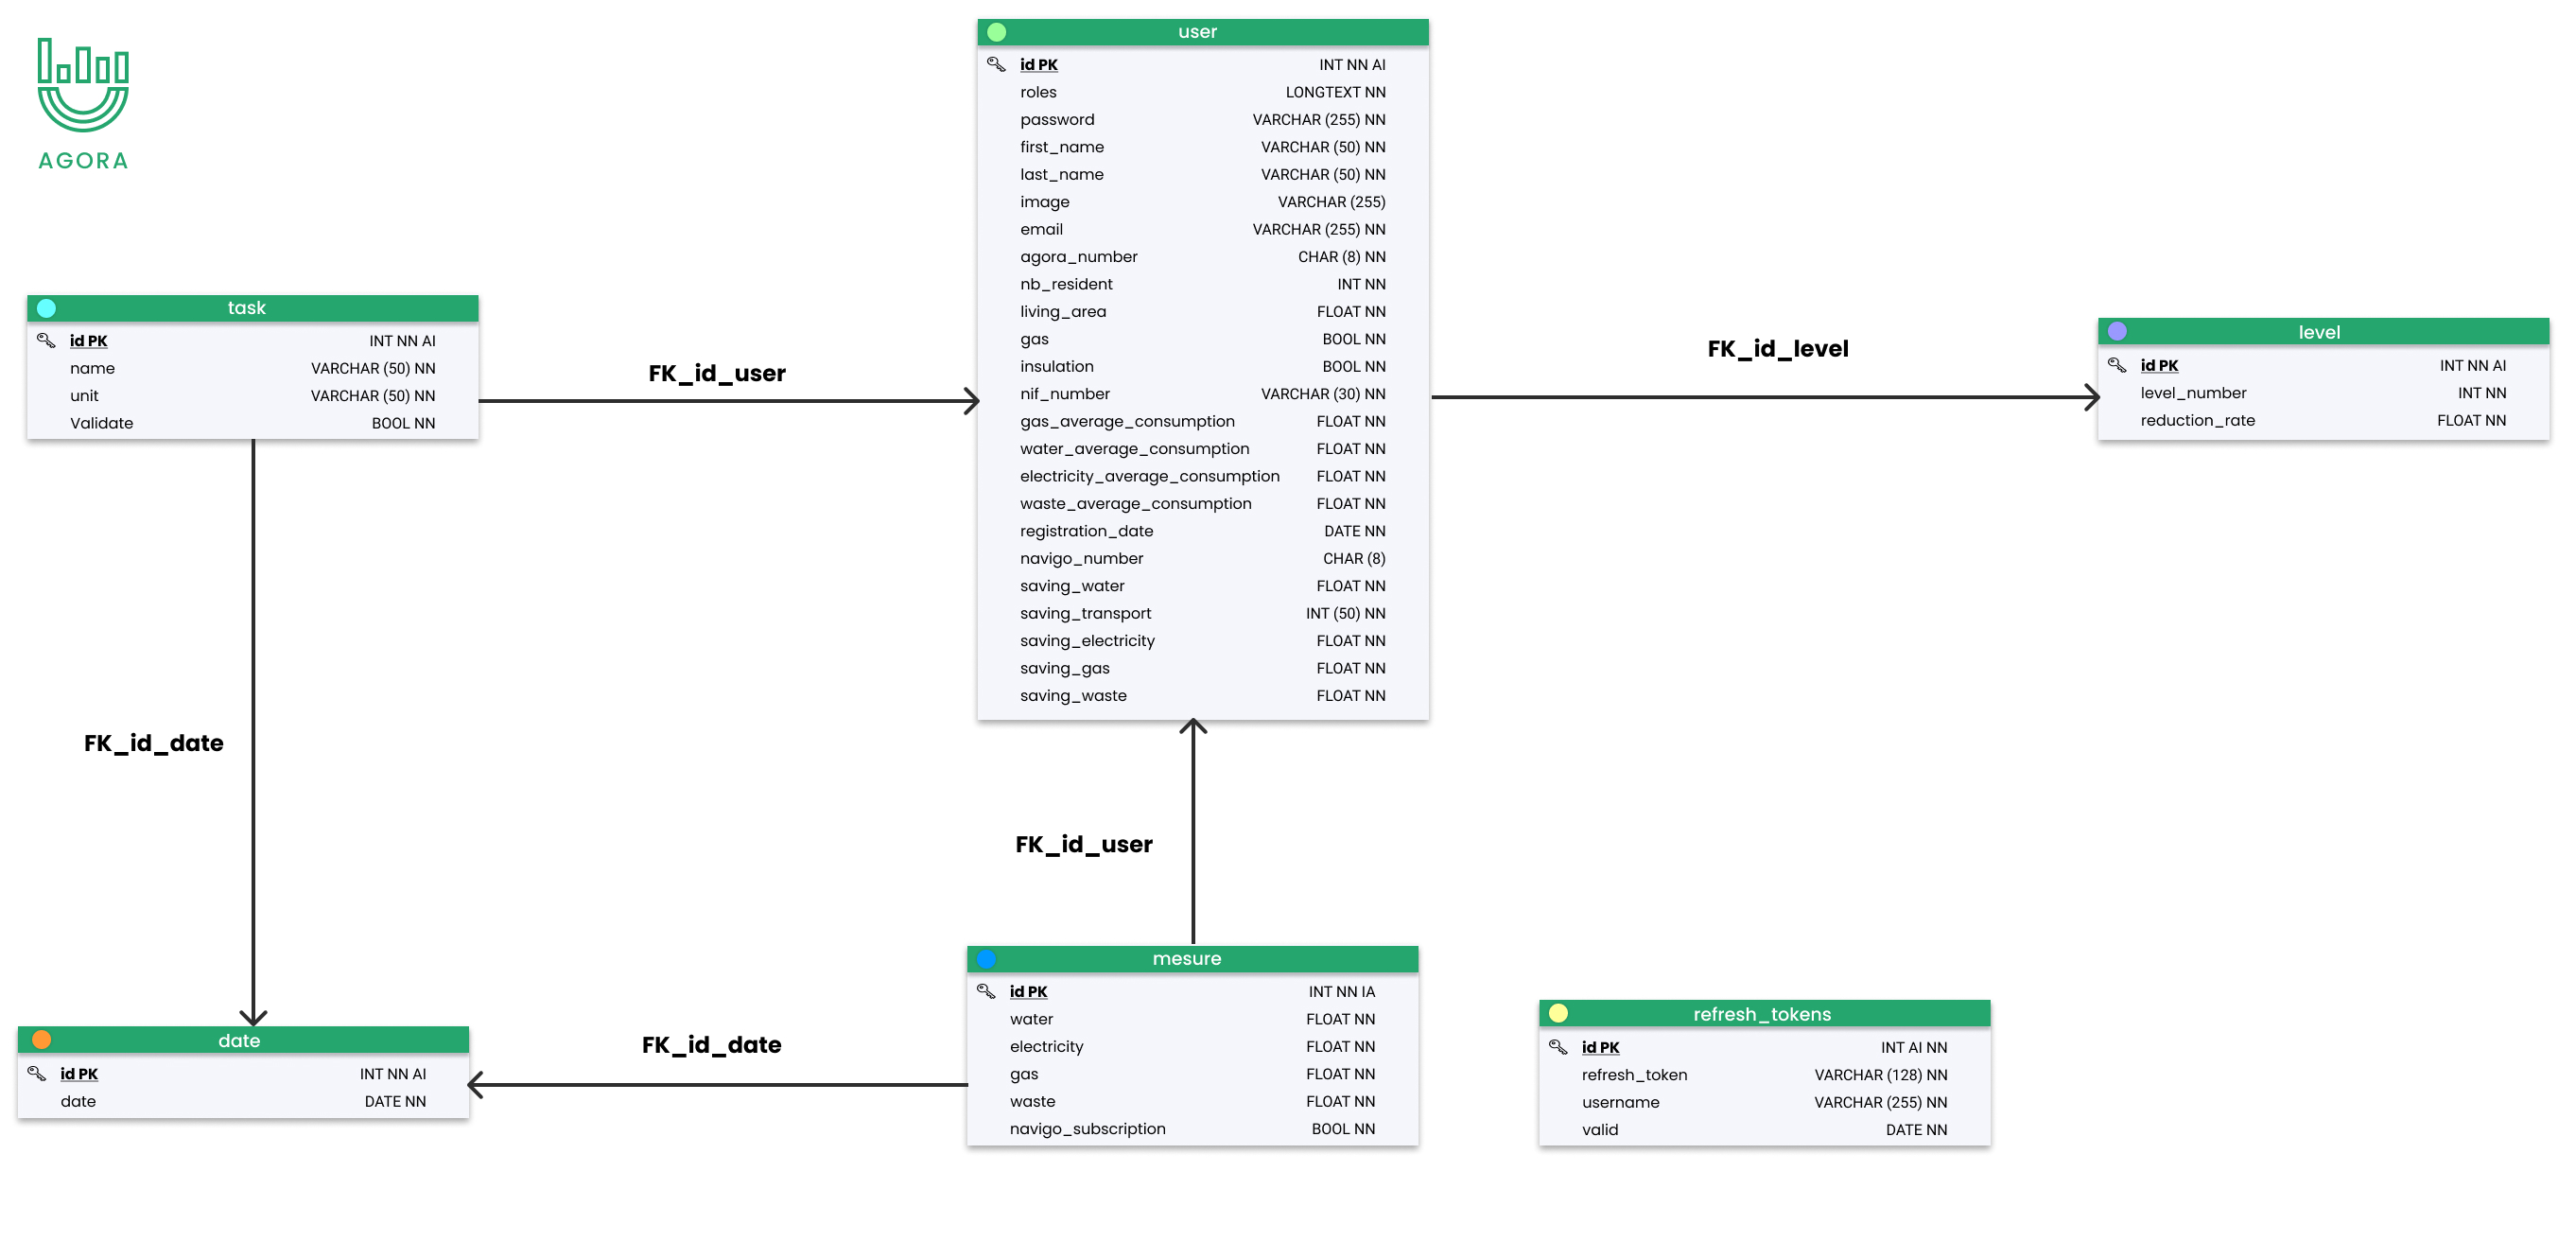 AGORA
user
id PK INT NN AI
roles LONGTEXT NN
password VARCHAR (255) NN
first_name VARCHAR (50) NN
last_name VARCHAR (50) NN
image VARCHAR (255)
email VARCHAR (255) NN
agora_number CHAR (8) NN
nb_resident INT NN
living_area FLOAT NN
gas BOOL NN
insulation BOOL NN
nif_number VARCHAR (30) NN
gas_average_consumption FLOAT NN
water_average_consumption FLOAT NN
electricity_average_consumption FLOAT NN
waste_average_consumption FLOAT NN
registration_date DATE NN
navigo_number CHAR (8)
saving_water FLOAT NN
saving_transport INT (50) NN
saving_electricity FLOAT NN
saving_gas FLOAT NN
saving_waste FLOAT NN
task
id PK INT NN AI
name VARCHAR (50) NN
unit VARCHAR (50) NN
Validate BOOL NN
FK_id_user
FK_id_level
level
id PK INT NN AI
level_number INT NN
reduction_rate FLOAT NN
FK_id_date
FK_id_user
date
id PK INT NN AI
date DATE NN
FK_id_date
mesure
id PK INT NN IA
water FLOAT NN
electricity FLOAT NN
gas FLOAT NN
waste FLOAT NN
navigo_subscription BOOL NN
refresh_tokens
id PK INT AI NN
refresh_token VARCHAR (128) NN
username VARCHAR (255) NN
valid DATE NN